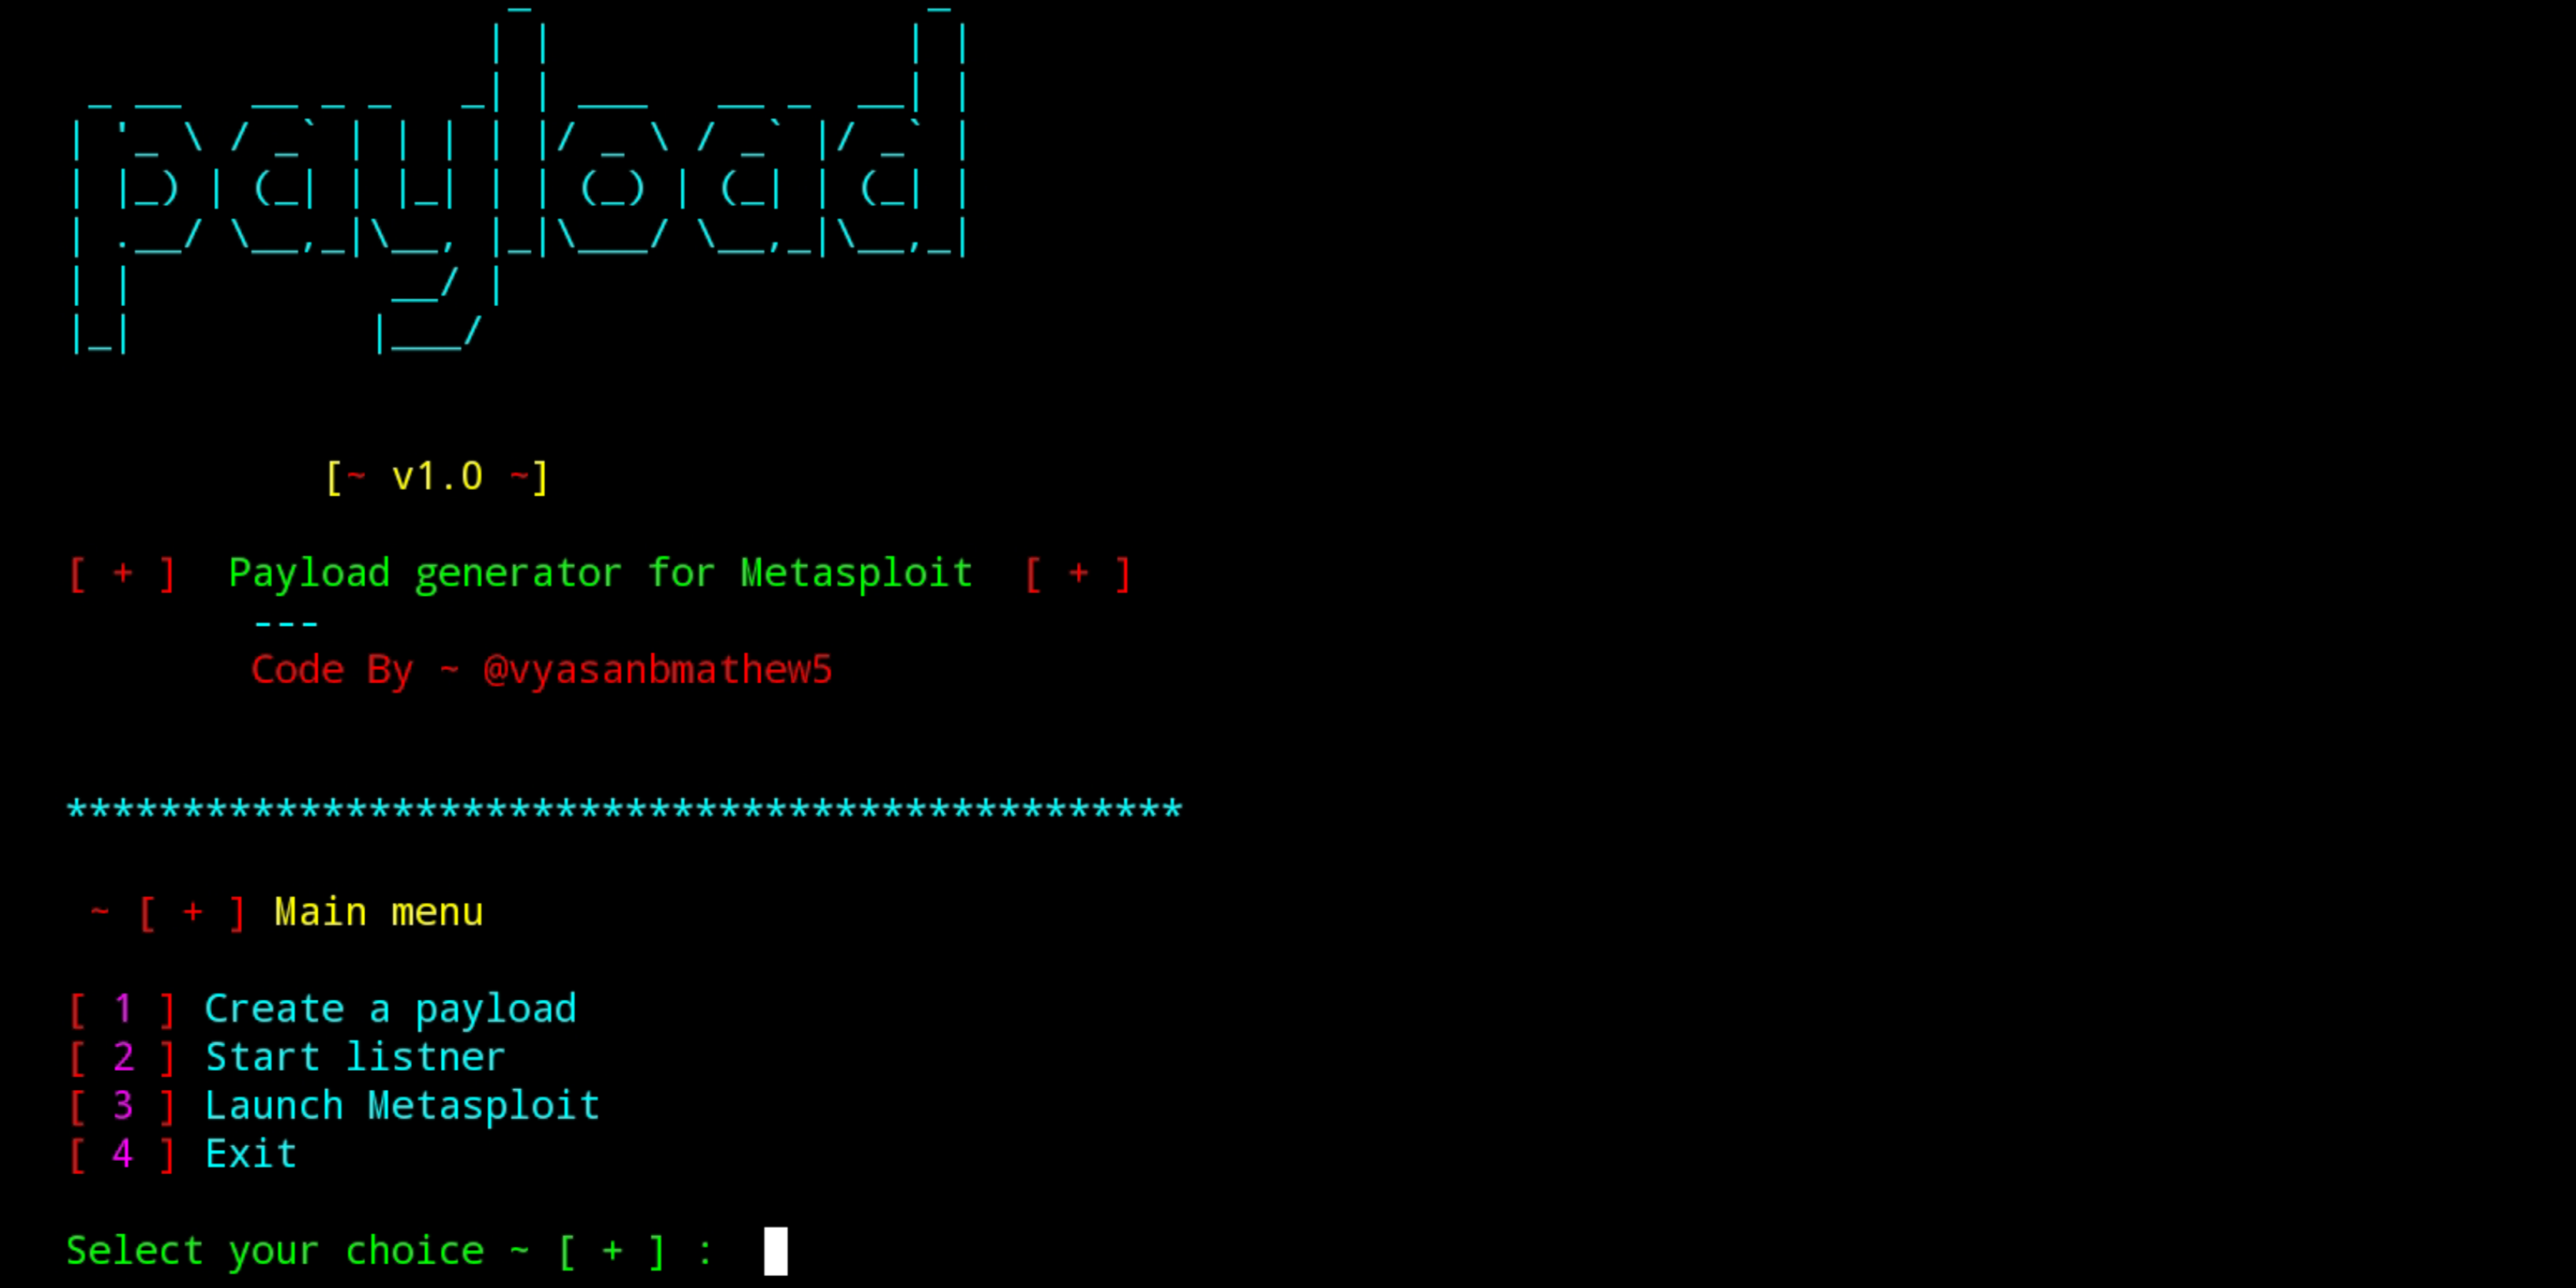 payload
[~ v1.0 ~]
[ + ]  Payload generator for Metasploit  [ + ]
---
Code By ~ @vyasanbmathew5
************************************************
~ [ + ] Main menu
[ 1 ] Create a payload
[ 2 ] Start listner
[ 3 ] Launch Metasploit
[ 4 ] Exit
Select your choice ~ [ + ] :